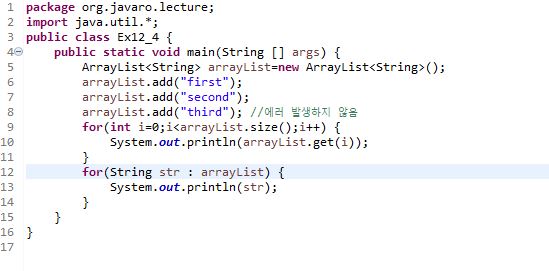 1 package org.javaro.lecture;
2 import java.util.*;
3 public class Ex12_4 {
4 public static void main(String [] args) {
5 ArrayList<String> arrayList=new ArrayList<String>();
6 arrayList.add("first");
7 arrayList.add("second");
8 arrayList.add("third"); //에러 발생하지 않음
9 for(int i=0;i<arrayList.size();i++) {
10 System.out.println(arrayList.get(i));
11 }
12 for(String str : arrayList) {
13 System.out.println(str);
14 }
15 }
16 }
17